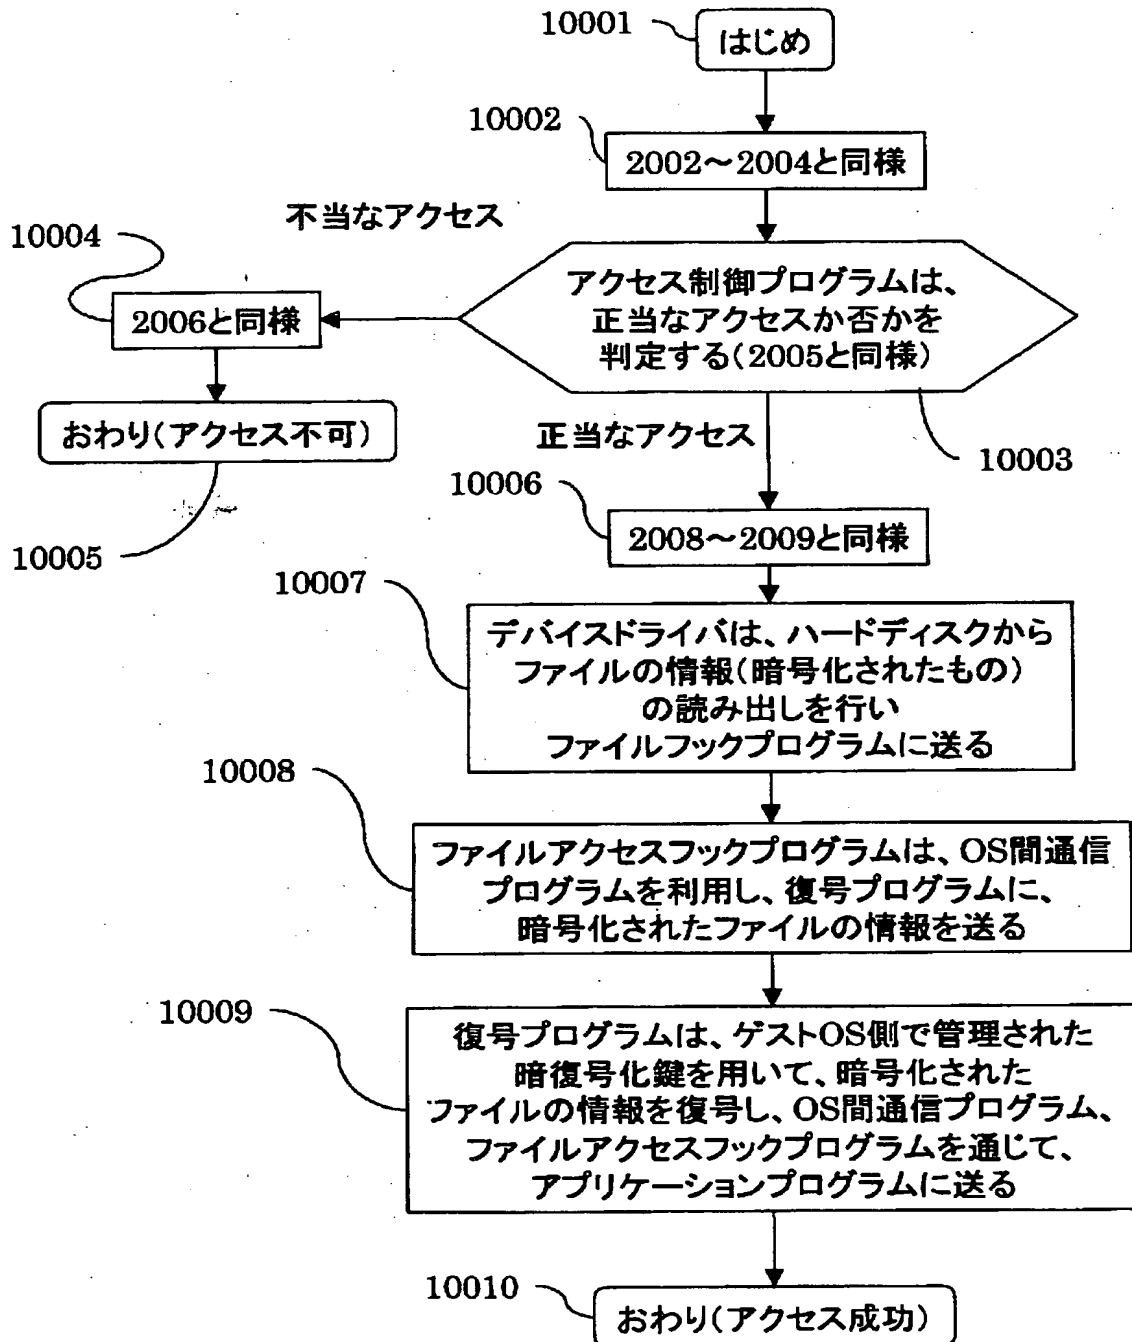 10001
はじめ
10002
2002～2004と同様
不当なアクセス
10004
アクセス制御プログラムは、
正当なアクセスか否かを
判定する(2005と同様)
2006と同様
おわり(アクセス不可)
正当なアクセス
10003
10006
10005
2008～2009と同様
10007
デバイスドライバは、ハードディスクから
ファイルの情報(暗号化されたもの)
の読み出しを行い
ファイルフックプログラムに送る
10008
ファイルアクセスフックプログラムは、OS間通信
プログラムを利用し、復号プログラムに、
暗号化されたファイルの情報を送る
10009
復号プログラムは、ゲストOS側で管理された
暗復号化鍵を用いて、暗号化された
ファイルの情報を復号し、OS間通信プログラム、
ファイルアクセスフックプログラムを通じて、
アプリケーションプログラムに送る
10010
おわり(アクセス成功)